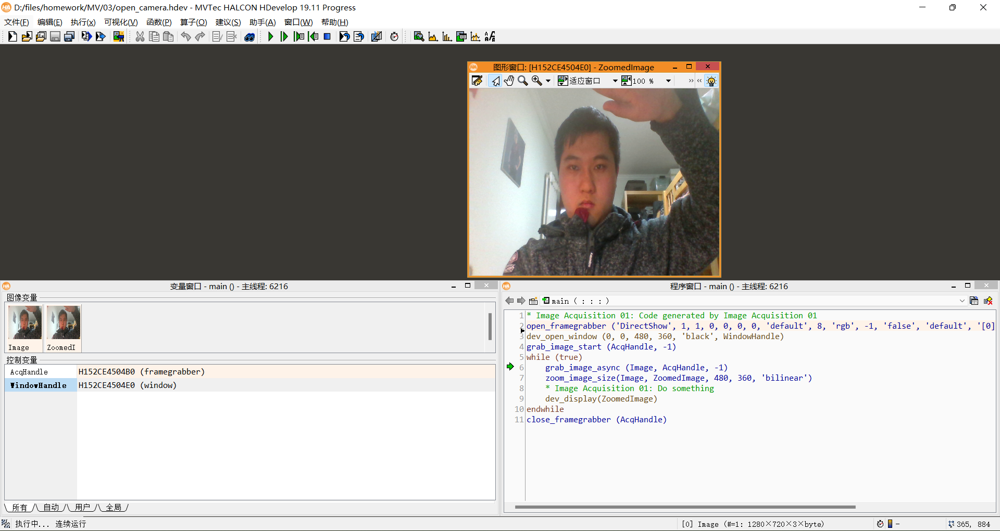 D:/files/homework/MV/03/open_camera.hdev - MVTec HALCON HDevelop 19.11 Progress
文件(F) 编辑(E) 执行(x) 可视化(V) 函数(P) 算子(O) 建议(S) 助手(A) 窗口(W) 帮助(H)
图形窗口: [H152CE4504E0] - ZoomedImage
适应窗口 100 %
变量窗口 - main () - 主线程: 6216
图像变量
Image ZoomedI
控制变量
AcqHandle H152CE4504B0 (framegrabber)
WindowHandle H152CE4504E0 (window)
所有 自动 用户 全局
程序窗口 - main () - 主线程: 6216
main ( : : : )
1 * Image Acquisition 01: Code generated by Image Acquisition 01
2 open_framegrabber ('DirectShow', 1, 1, 0, 0, 0, 0, 'default', 8, 'rgb', -1, 'false', 'default', '[0]
3 dev_open_window (0, 0, 480, 360, 'black', WindowHandle)
4 grab_image_start (AcqHandle, -1)
5 while (true)
6 grab_image_async (Image, AcqHandle, -1)
7 zoom_image_size(Image, ZoomedImage, 480, 360, 'bilinear')
8 * Image Acquisition 01: Do something
9 dev_display(ZoomedImage)
10 endwhile
11 close_framegrabber (AcqHandle)
执行中... 连续运行
[0] Image (#=1: 1280×720×3×byte)
-
365, 884